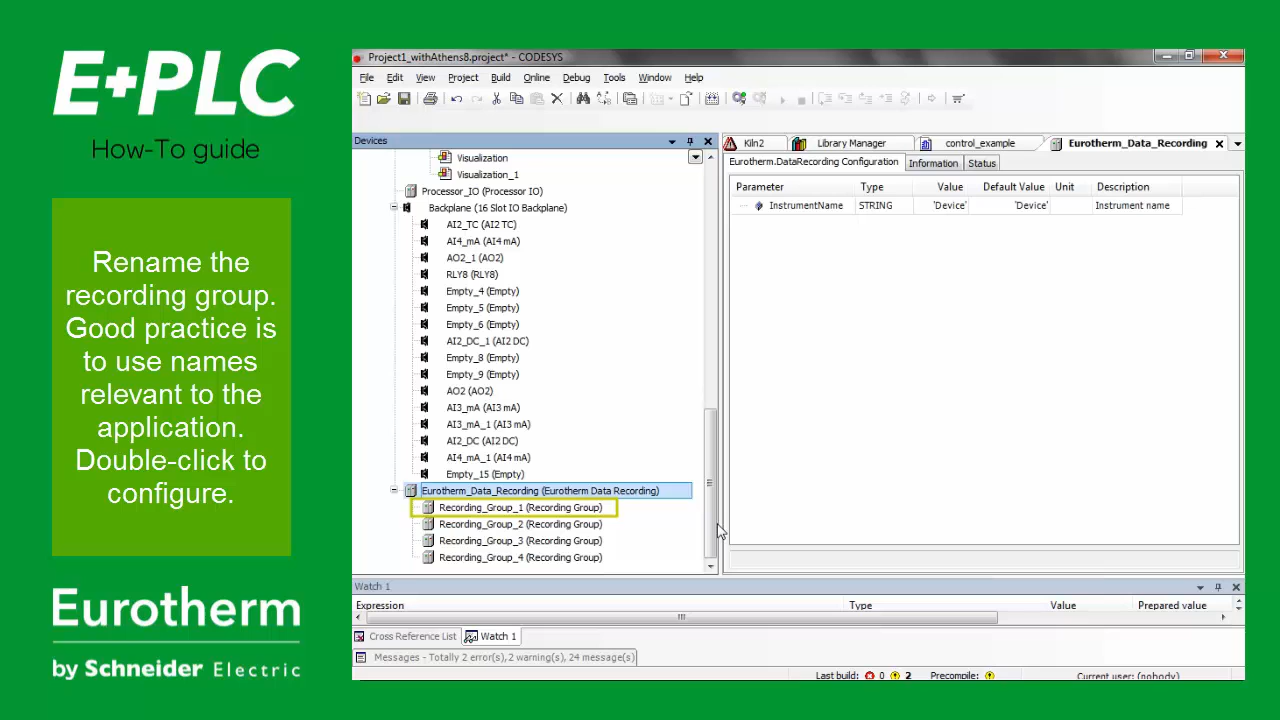 E+PLC
How-To guide
Rename the
recording group.
Good practice is
to use names
relevant to the
application.
Double-click to
configure.
Eurotherm
by Schneider Electric
Project1_withAthens8.project* - CODESYS
File Edit View Project Build Online Debug Tools Window Help
Devices
Visualization
Visualization_1
Processor_IO (Processor IO)
Backplane (16 Slot IO Backplane)
AI2_TC (AI2 TC)
AI4_mA (AI4 mA)
AO2_1 (AO2)
RLY8 (RLY8)
Empty_4 (Empty)
Empty_5 (Empty)
Empty_6 (Empty)
AI2_DC_1 (AI2 DC)
Empty_8 (Empty)
Empty_9 (Empty)
AO2 (AO2)
AI3_mA (AI3 mA)
AI3_mA_1 (AI3 mA)
AI2_DC (AI2 DC)
AI4_mA_1 (AI4 mA)
Empty_15 (Empty)
Eurotherm_Data_Recording (Eurotherm Data Recording)
Recording_Group_1 (Recording Group)
Recording_Group_2 (Recording Group)
Recording_Group_3 (Recording Group)
Recording_Group_4 (Recording Group)
Kiln2 Library Manager control_example Eurotherm_Data_Recording
Eurotherm.DataRecording Configuration Information Status
Parameter Type Value Default Value Unit Description
InstrumentName STRING 'Device' 'Device' Instrument name
Watch 1
Expression Type Value Prepared value
Cross Reference List Watch 1
Messages - Totally 2 error(s), 2 warning(s), 24 message(s)
Last build: 0 2 Precompile: Current user: (nobody)